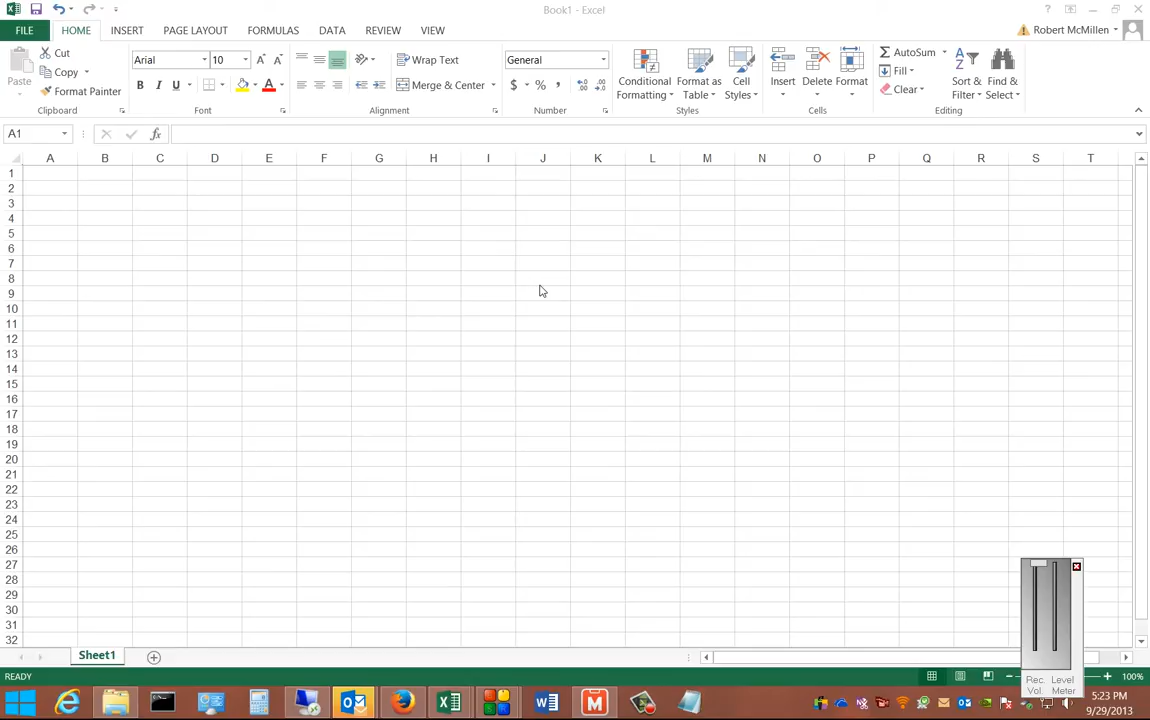 Book1 - Excel
FILE HOME INSERT PAGE LAYOUT FORMULAS DATA REVIEW VIEW
Robert McMillen
Paste
Cut
Copy
Format Painter
Clipboard
Arial 10
B I U
Font
Wrap Text
Merge & Center
Alignment
General
$ % ,
Number
Conditional Formatting
Format as Table
Cell Styles
Styles
Insert
Delete
Format
Cells
AutoSum
Fill
Clear
Sort & Filter
Find & Select
Editing
A1
fx
A B C D E F G H I J K L M N O P Q R S T
1
2
3
4
5
6
7
8
9
10
11
12
13
14
15
16
17
18
19
20
21
22
23
24
25
26
27
28
29
30
31
32
Rec. Vol.
Level Meter
Sheet1
READY
100%
5:23 PM
9/29/2013